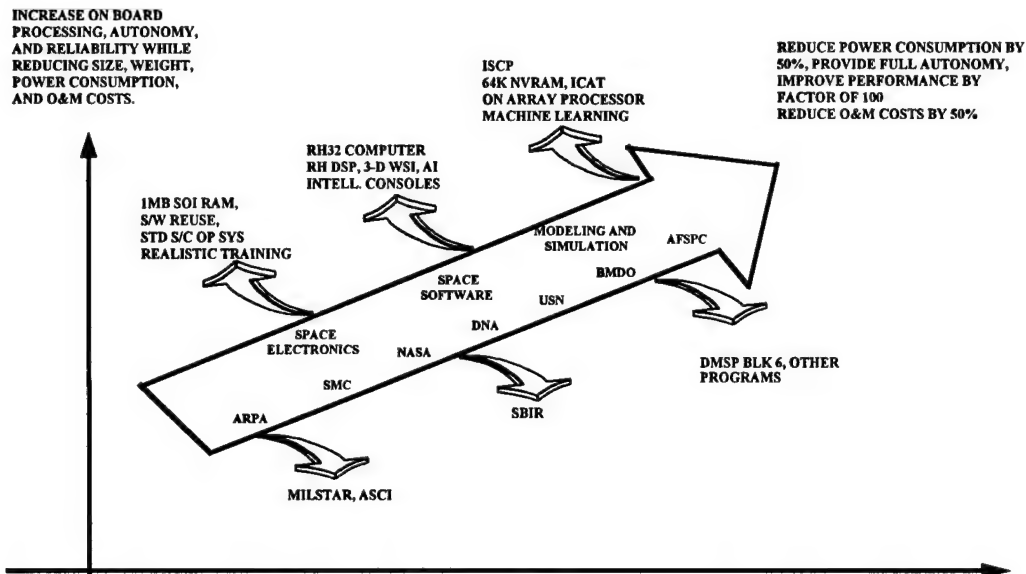 INCREASE ON BOARD
PROCESSING, AUTONOMY,
AND RELIABILITY WHILE
REDUCING SIZE, WEIGHT,
POWER CONSUMPTION,
AND O&M COSTS.
ISCP
64K NVRAM, ICAT
ON ARRAY PROCESSOR
MACHINE LEARNING
REDUCE POWER CONSUMPTION BY
50%, PROVIDE FULL AUTONOMY,
IMPROVE PERFORMANCE BY
FACTOR OF 100
REDUCE O&M COSTS BY 50%
RH32 COMPUTER
RH DSP, 3-D WSI, AI
INTELL. CONSOLES
1MB SOI RAM,
S/W REUSE,
STD S/C OP SYS
REALISTIC TRAINING
MODELING AND
SIMULATION
AFSPC
SPACE
SOFTWARE
BMDO
USN
SPACE
ELECTRONICS
DNA
NASA
SMC
ARPA
DMSP BLK 6, OTHER
PROGRAMS
SBIR
MILSTAR, ASCI